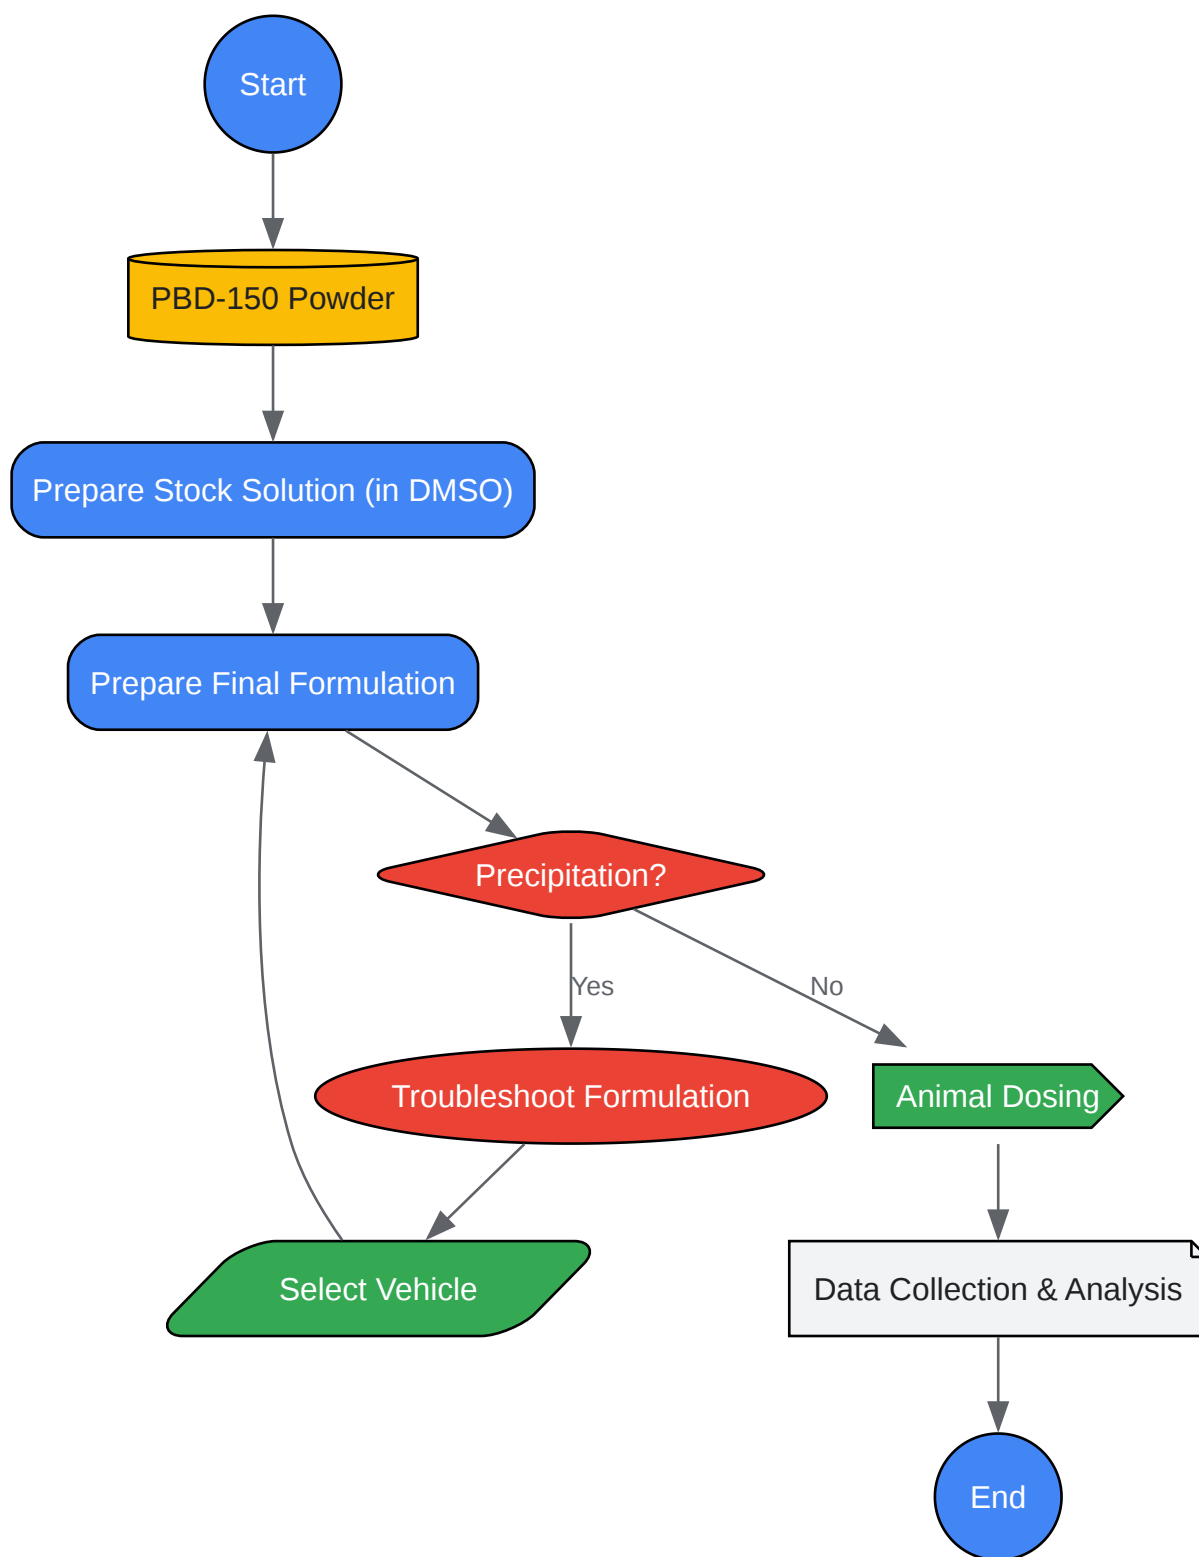 Start
PBD-150 Powder
Prepare Stock Solution (in DMSO)
Prepare Final Formulation
Precipitation?
Yes
No
Troubleshoot Formulation
Animal Dosing
Select Vehicle
Data Collection & Analysis
End